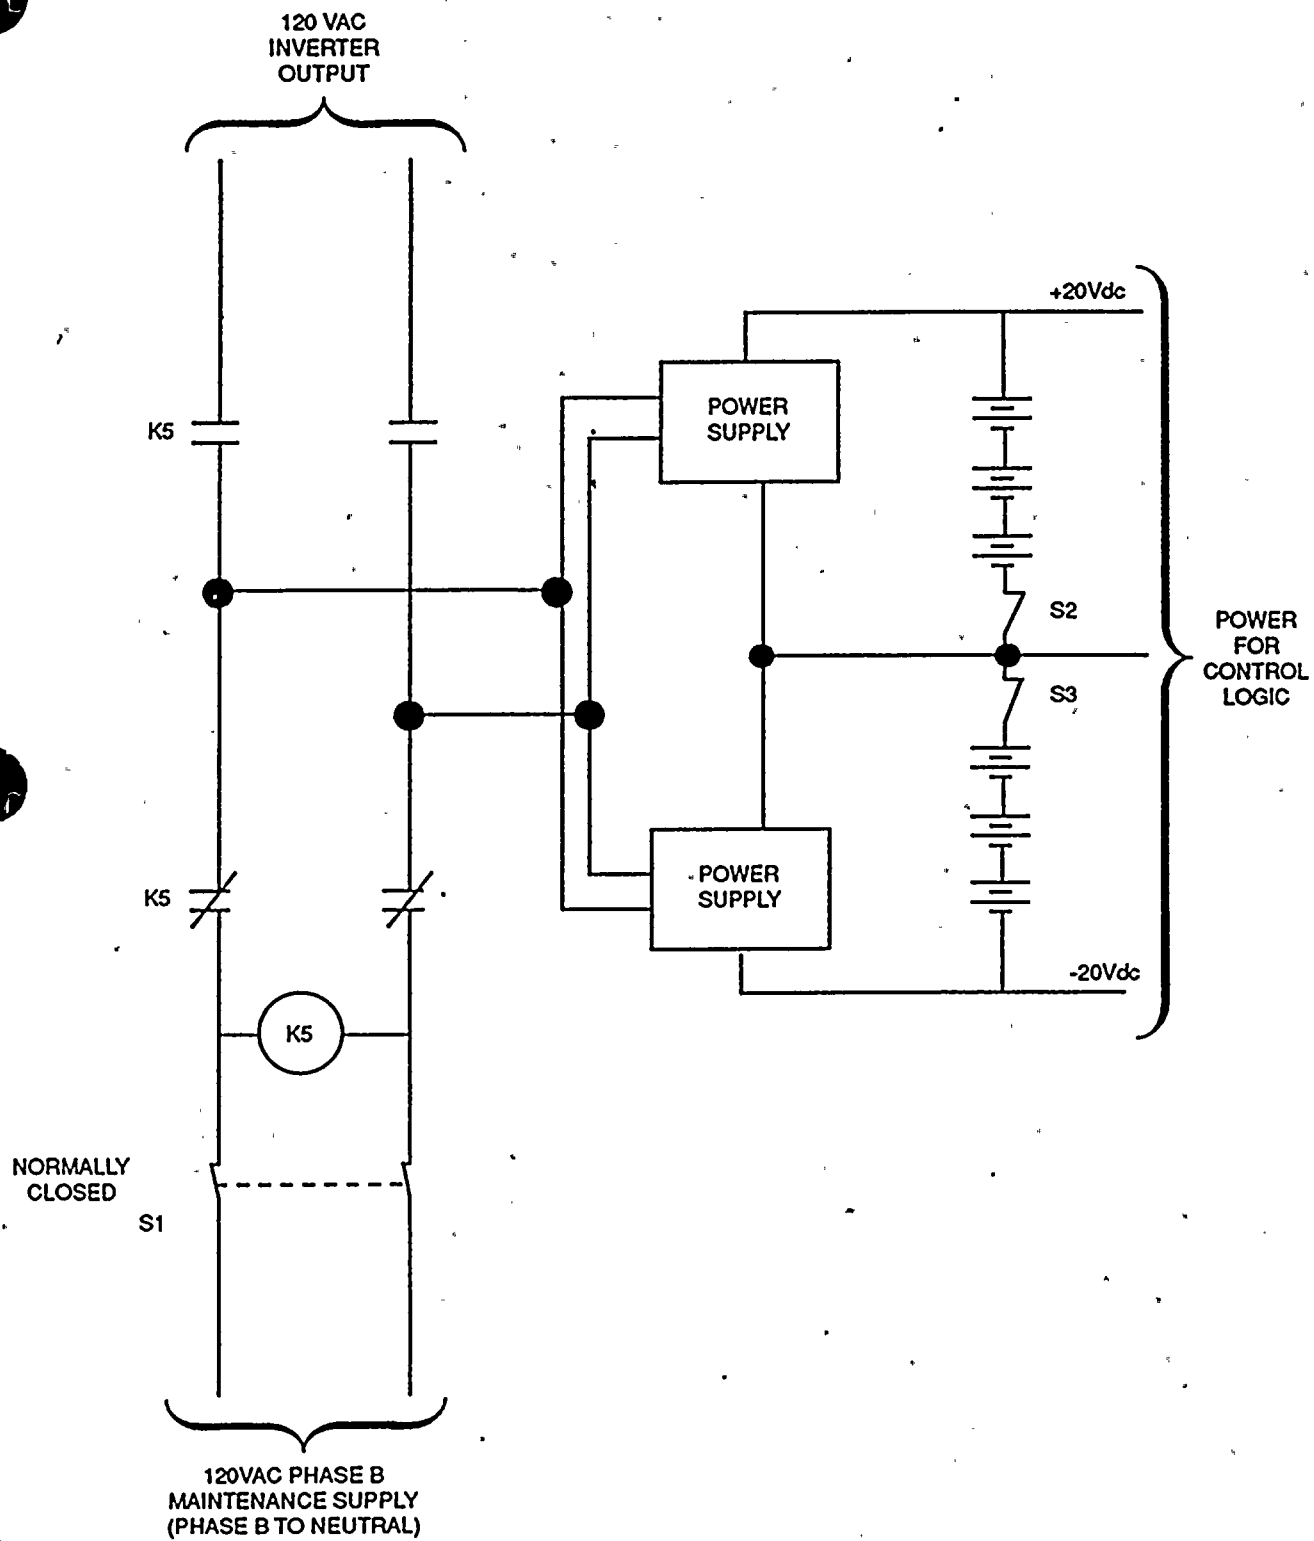 120 VAC
INVERTER
OUTPUT
+20Vdc
POWER
SUPPLY
K5
S2
POWER
FOR
CONTROL
LOGIC
S3
POWER
SUPPLY
K5
-20Vdc
K5
NORMALLY
CLOSED
S1
120VAC PHASE B
MAINTENANCE SUPPLY
(PHASE B TO NEUTRAL)